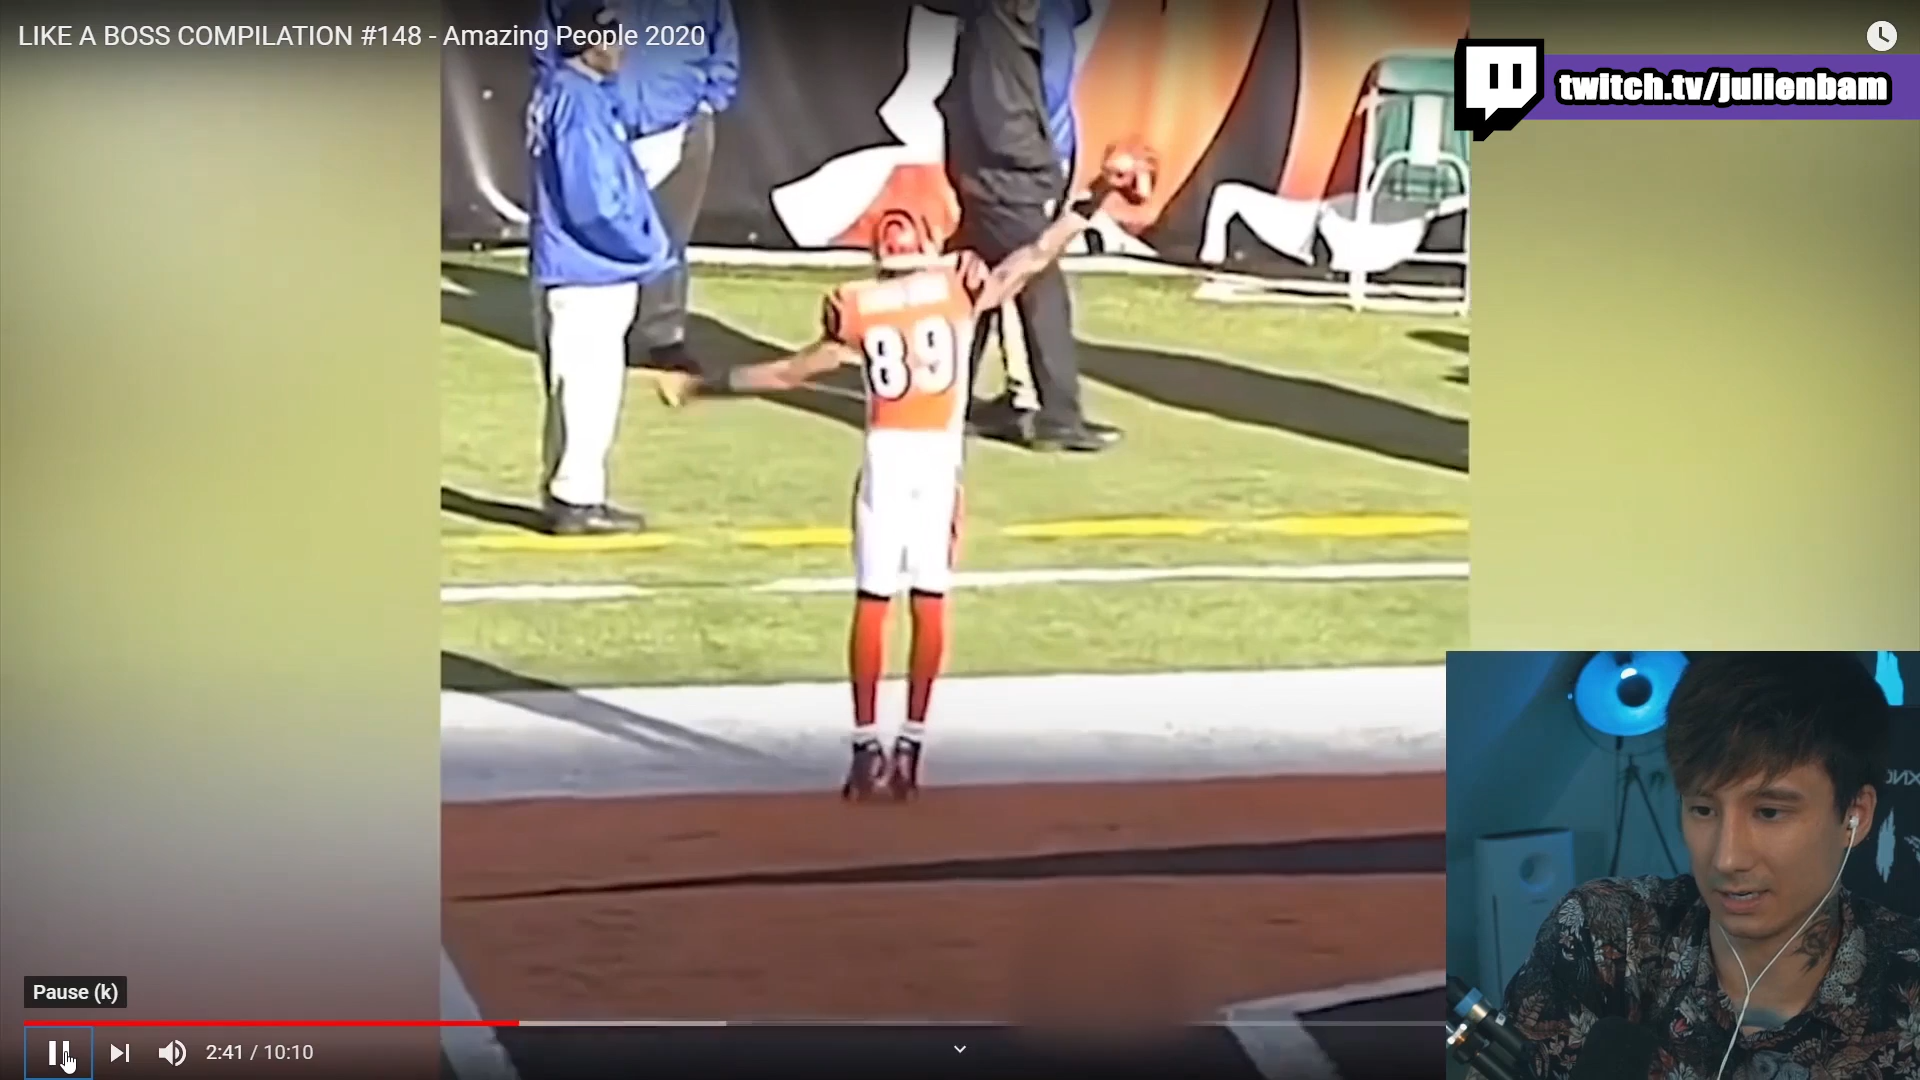 LIKE A BOSS COMPILATION #148 - Amazing People 2020
twitch.tv/julienbam
89
Pause (k)
2:41 / 10:10